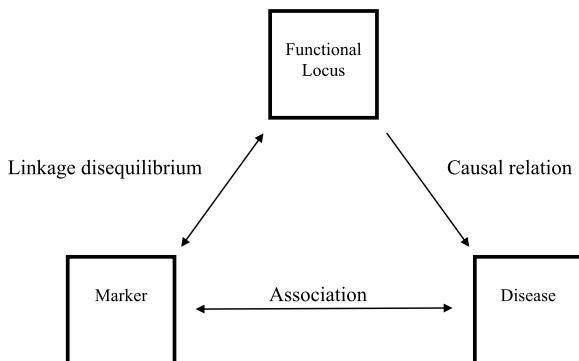 Functional
Locus
Linkage disequilibrium
Causal relation
Marker
Association
Disease